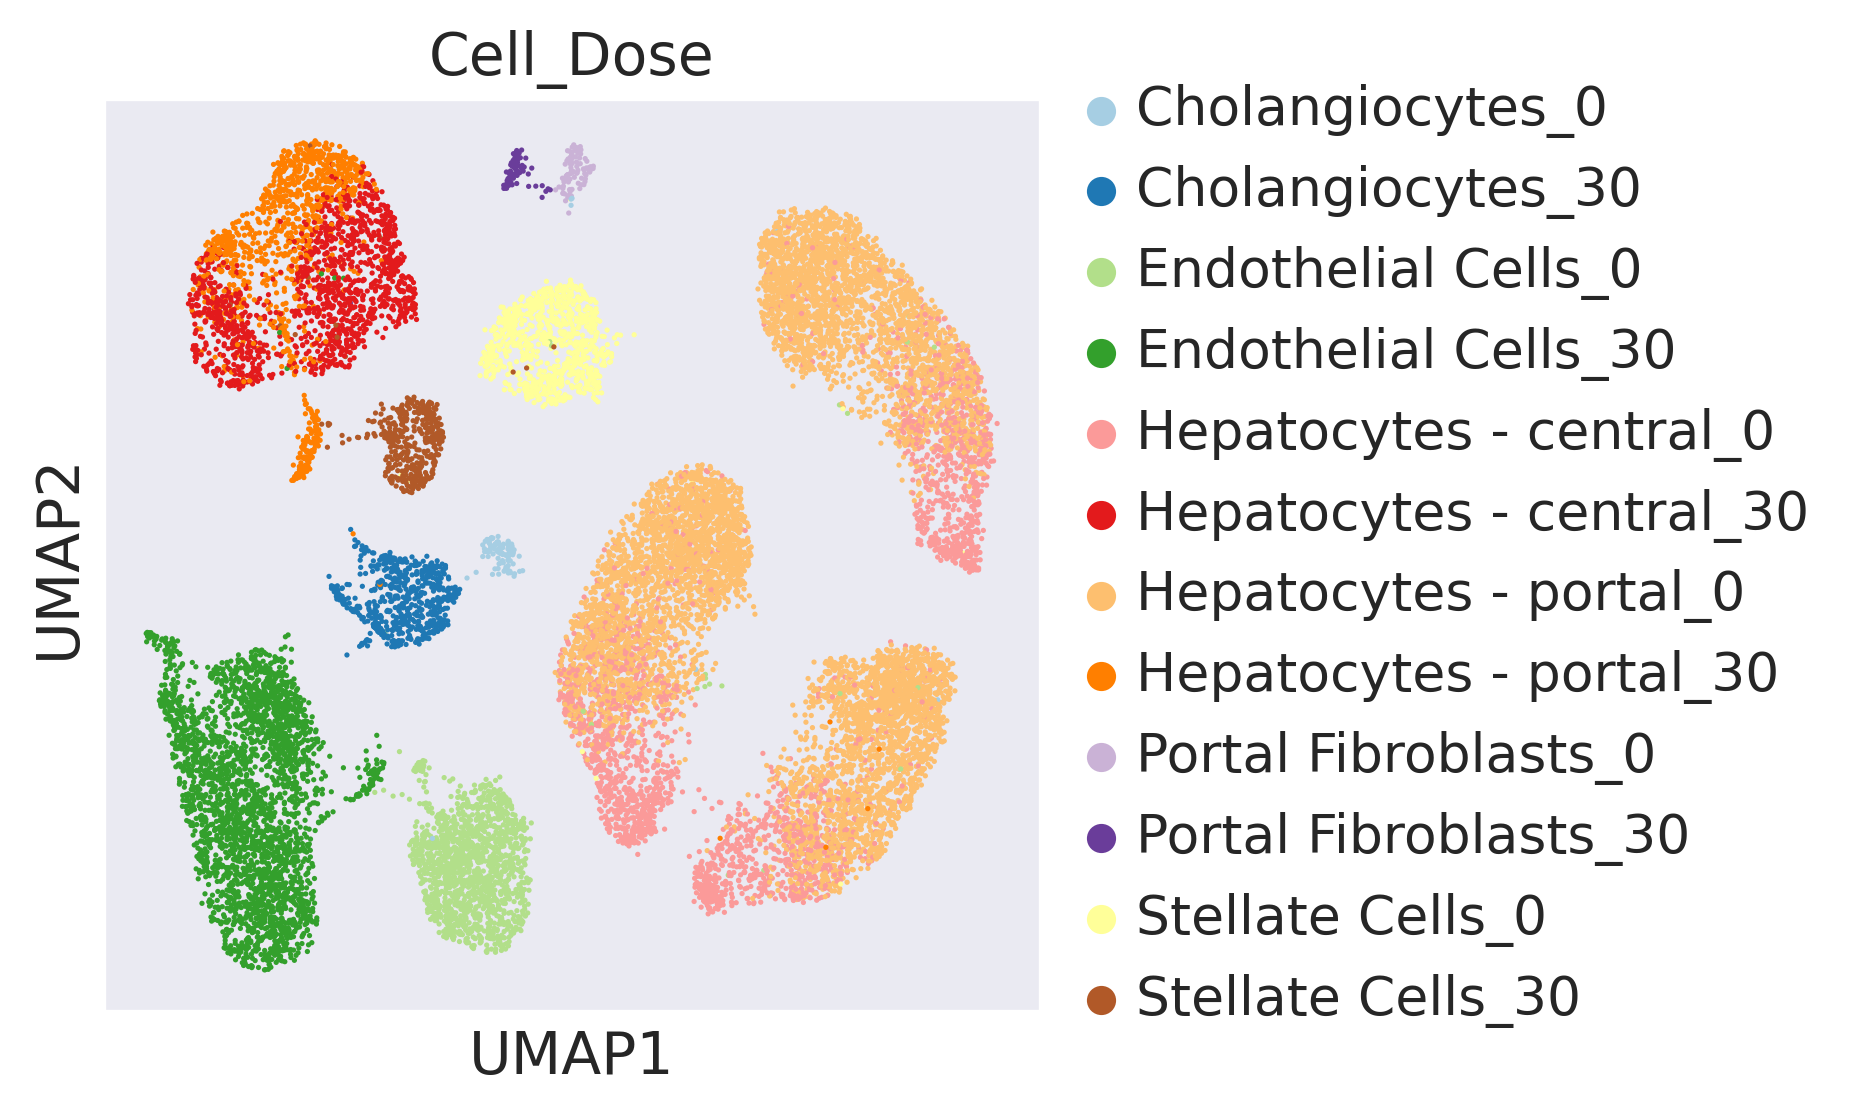 Cell_Dose
UMAP2
UMAP1
Cholangiocytes_0
Cholangiocytes_30
Endothelial Cells_0
Endothelial Cells_30
Hepatocytes - central_0
Hepatocytes - central_30
Hepatocytes - portal_0
Hepatocytes - portal_30
Portal Fibroblasts_0
Portal Fibroblasts_30
Stellate Cells_0
Stellate Cells_30